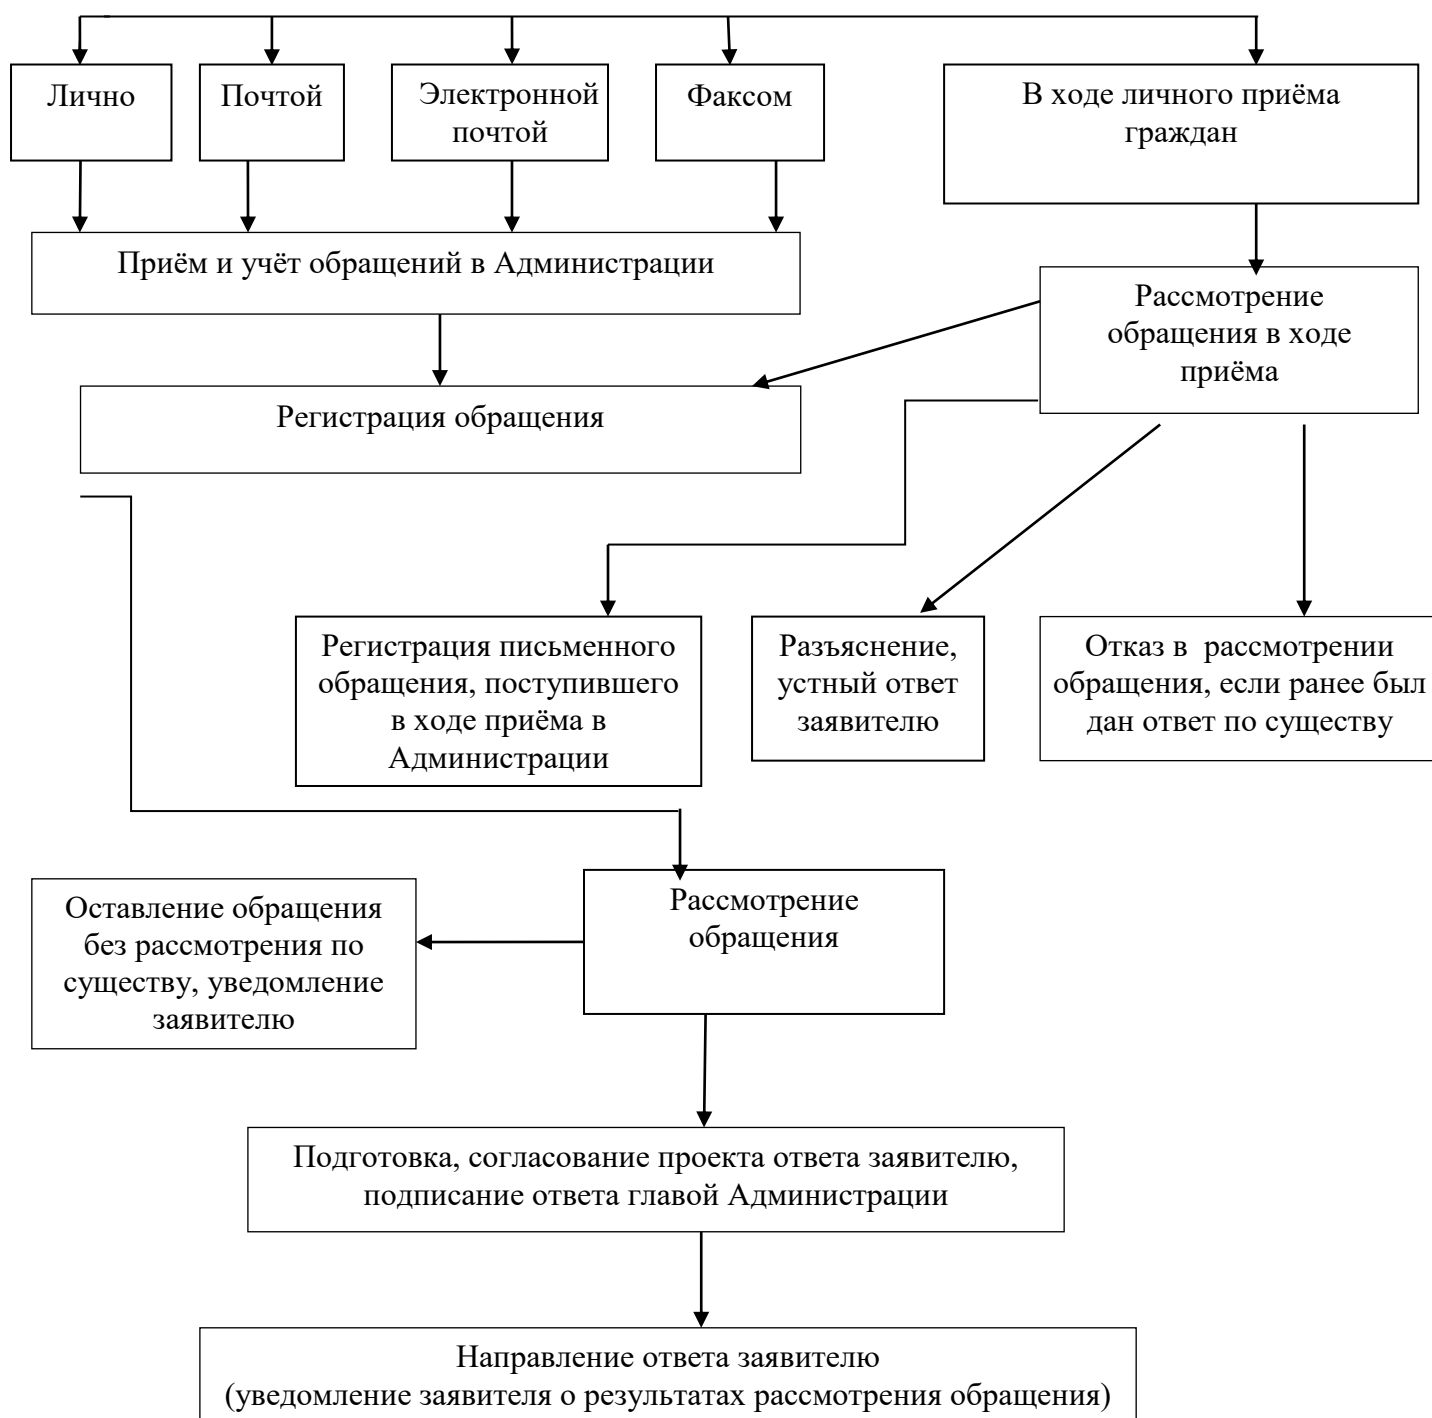 Лично
Почтой
Электронной
почтой
Факсом
В ходе личного приёма
граждан
Приём и учёт обращений в Администрации
Рассмотрение
обращения в ходе
приёма
Регистрация обращения
Регистрация письменного
обращения, поступившего
в ходе приёма в
Администрации
Разъяснение,
устный ответ
заявителю
Отказ в  рассмотрении
обращения, если ранее был
дан ответ по существу
Рассмотрение
обращения
Оставление обращения
без рассмотрения по
существу, уведомление
заявителю
Подготовка, согласование проекта ответа заявителю,
подписание ответа главой Администрации
Направление ответа заявителю
(уведомление заявителя о результатах рассмотрения обращения)